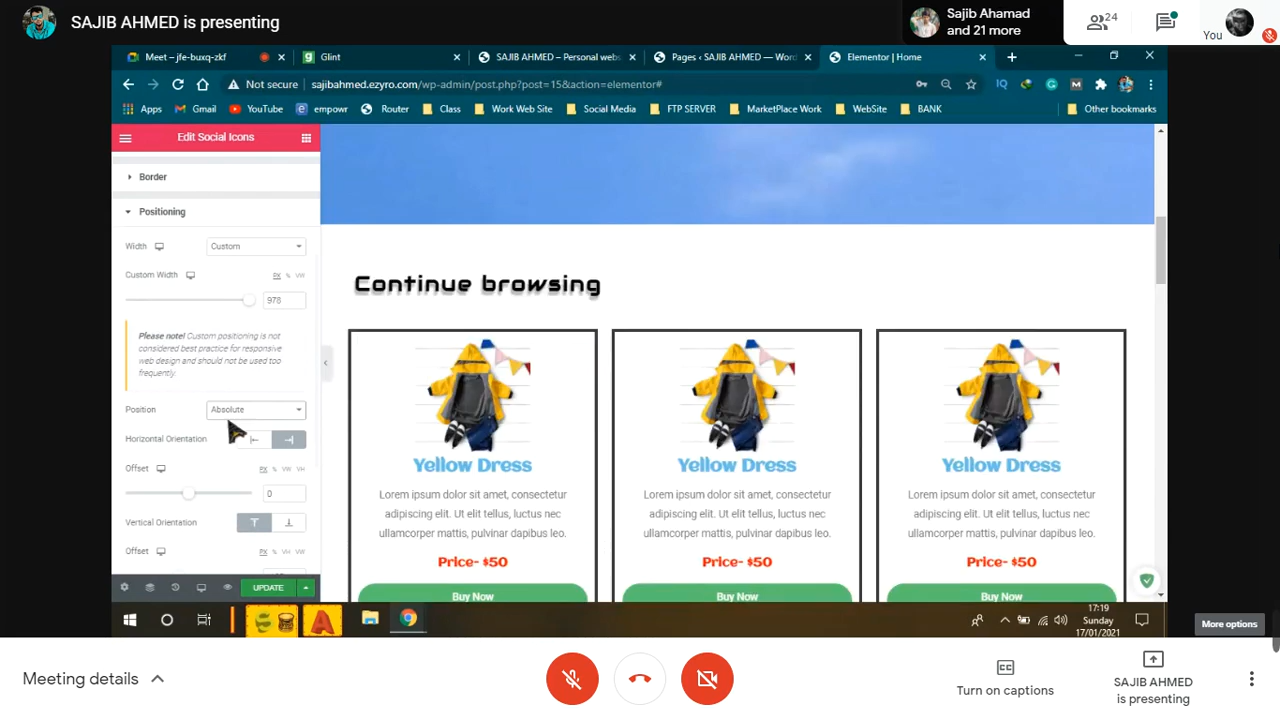 SAJIB AHMED is presenting
Sajib Ahamad
and 21 more
24
You
Meet – jfe-buxq-zkf
Glint
SAJIB AHMED – Personal webs
Pages ‹ SAJIB AHMED — Word
Elementor | Home
Not secure
sajibahmed.ezyro.com/wp-admin/post.php?post=15&action=elementor#
Apps
Gmail
YouTube
empowr
Router
Class
Work Web Site
Social Media
FTP SERVER
MarketPlace Work
WebSite
BANK
Other bookmarks
Edit Social Icons
Border
Positioning
Width
Custom
Custom Width
PX % VW
978
Please note! Custom positioning is not
considered best practice for responsive
web design and should not be used too
frequently.
Position
Absolute
Horizontal Orientation
Offset
PX % VW VH
0
Vertical Orientation
Offset
PX % VH VW
UPDATE
Continue browsing
Yellow Dress
Lorem ipsum dolor sit amet, consectetur
adipiscing elit. Ut elit tellus, luctus nec
ullamcorper mattis, pulvinar dapibus leo.
Price- $50
Buy Now
Yellow Dress
Lorem ipsum dolor sit amet, consectetur
adipiscing elit. Ut elit tellus, luctus nec
ullamcorper mattis, pulvinar dapibus leo.
Price- $50
Buy Now
Yellow Dress
Lorem ipsum dolor sit amet, consectetur
adipiscing elit. Ut elit tellus, luctus nec
ullamcorper mattis, pulvinar dapibus leo.
Price- $50
Buy Now
17:19
Sunday
17/01/2021
More options
Meeting details
Turn on captions
SAJIB AHMED
is presenting